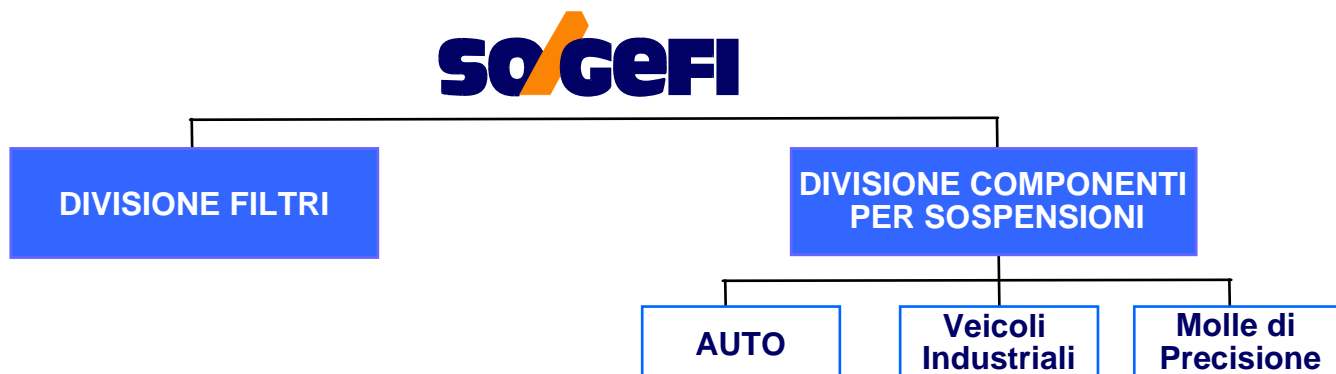 SOGEFI
DIVISIONE FILTRI
DIVISIONE COMPONENTI
PER SOSPENSIONI
AUTO
Veicoli
Industriali
Molle di
Precisione